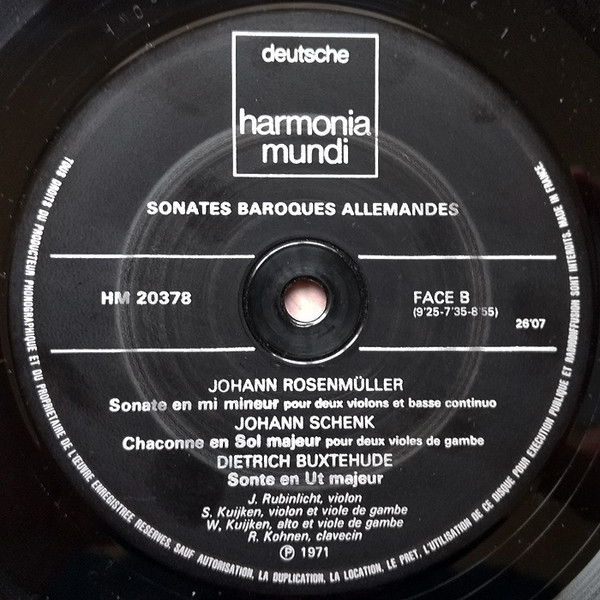 deutsche
harmonia
mundi
SONATES BAROQUES ALLEMANDES
HM 20378
FACE B
(9'25-7'35-8'55)
26'07
JOHANN ROSENMÜLLER
Sonate en mi mineur pour deux violons et basse continuo
JOHANN SCHENK
Chaconne en Sol majeur pour deux violes de gambe
DIETRICH BUXTEHUDE
Sonte en Ut majeur
J. Rubinlicht, violon
S. Kuijken, violon et viole de gambe
W, Kuijken, alto et viole de gambe
R. Kohnen, clavecin
℗ 1971
TOUS DROITS DU PRODUCTEUR PHONOGRAPHIQUE ET DU PROPRIETAIRE DE L'ŒUVRE ENREGISTREE RESERVES. SAUF AUTORISATION, LA DUPLICATION, LA LOCATION, LE PRET, L'UTILISATION DE CE DISQUE POUR EXECUTION PUBLIQUE ET RADIODIFFUSION SONT INTERDITS. MADE IN FRANCE.